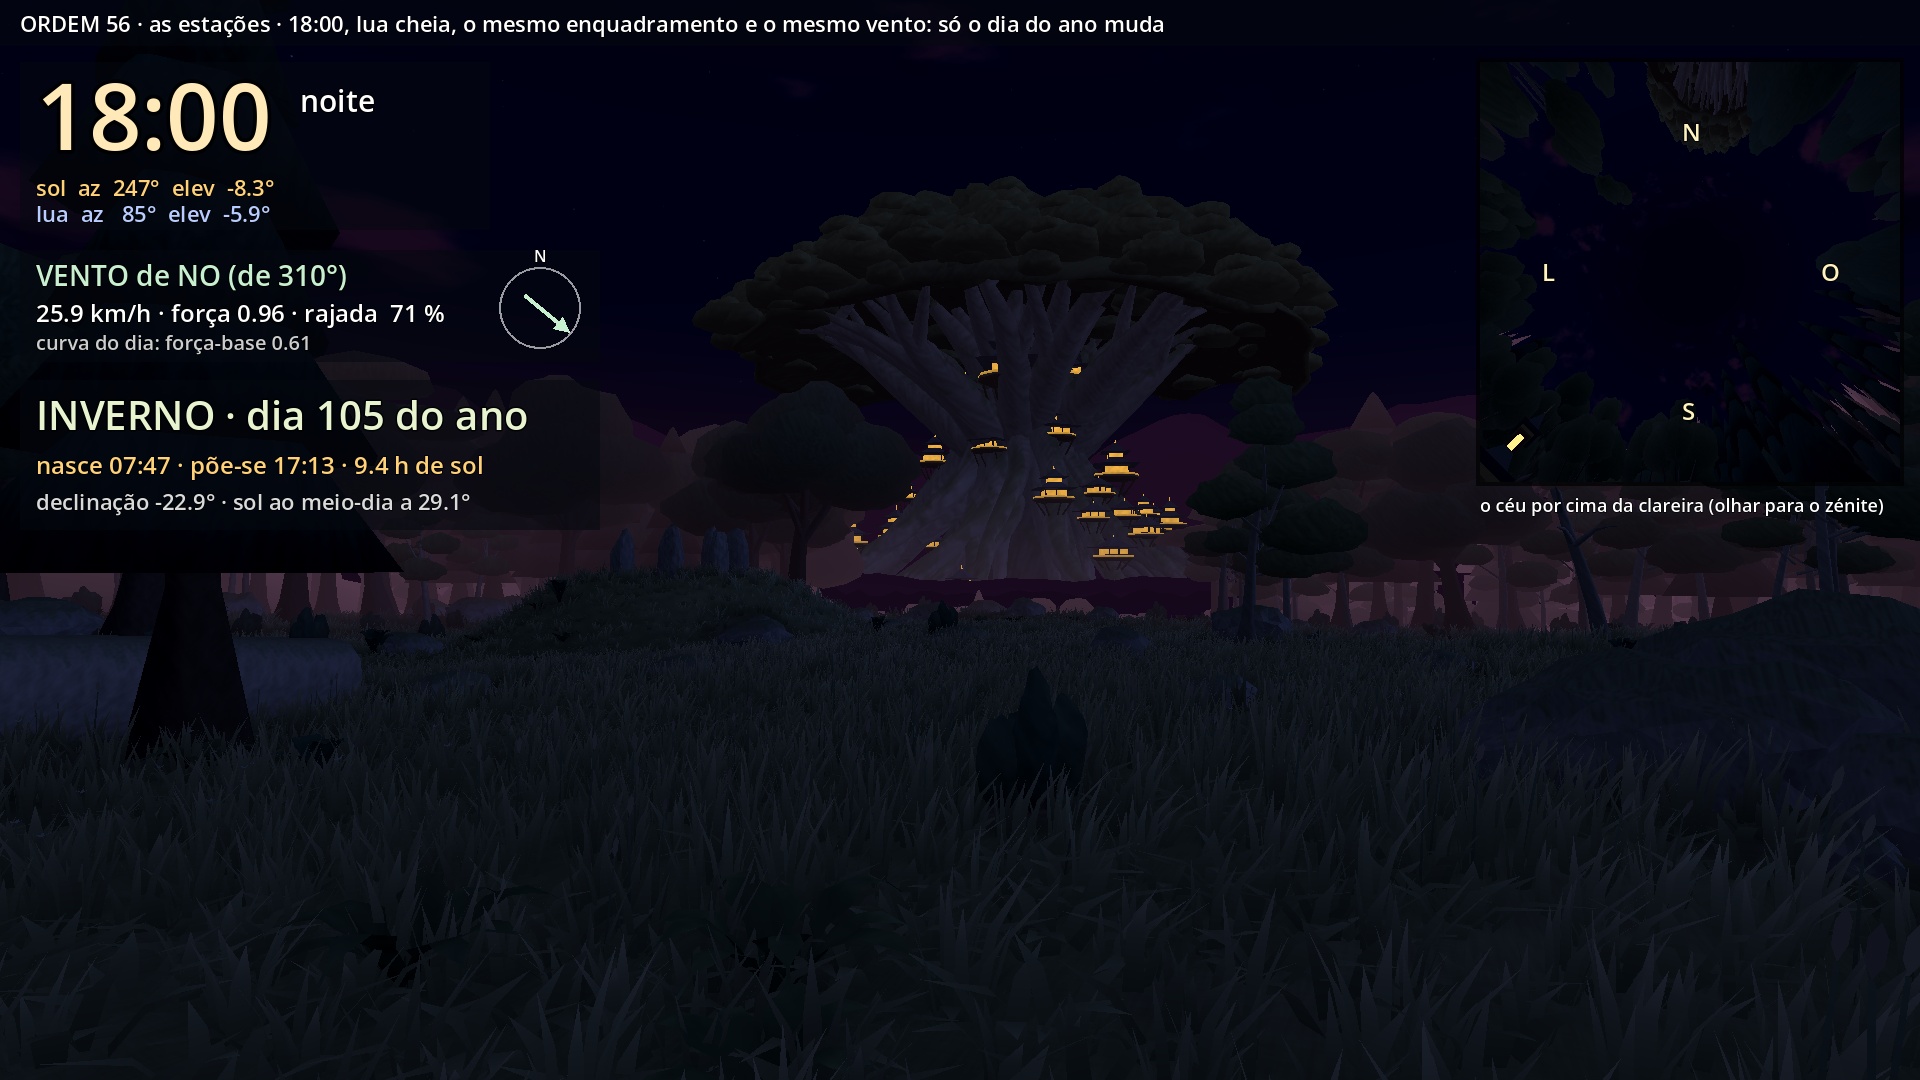 ORDEM 56 · as estações · 18:00, lua cheia, o mesmo enquadramento e o mesmo vento: só o dia do ano muda
18:00 noite
sol az 247° elev -8.3°
lua az 85° elev -5.9°
VENTO de NO (de 310°)
25.9 km/h · força 0.96 · rajada 71 %
curva do dia: força-base 0.61
N
INVERNO · dia 105 do ano
nasce 07:47 · põe-se 17:13 · 9.4 h de sol
declinação -22.9° · sol ao meio-dia a 29.1°
N
L O
S
o céu por cima da clareira (olhar para o zénite)